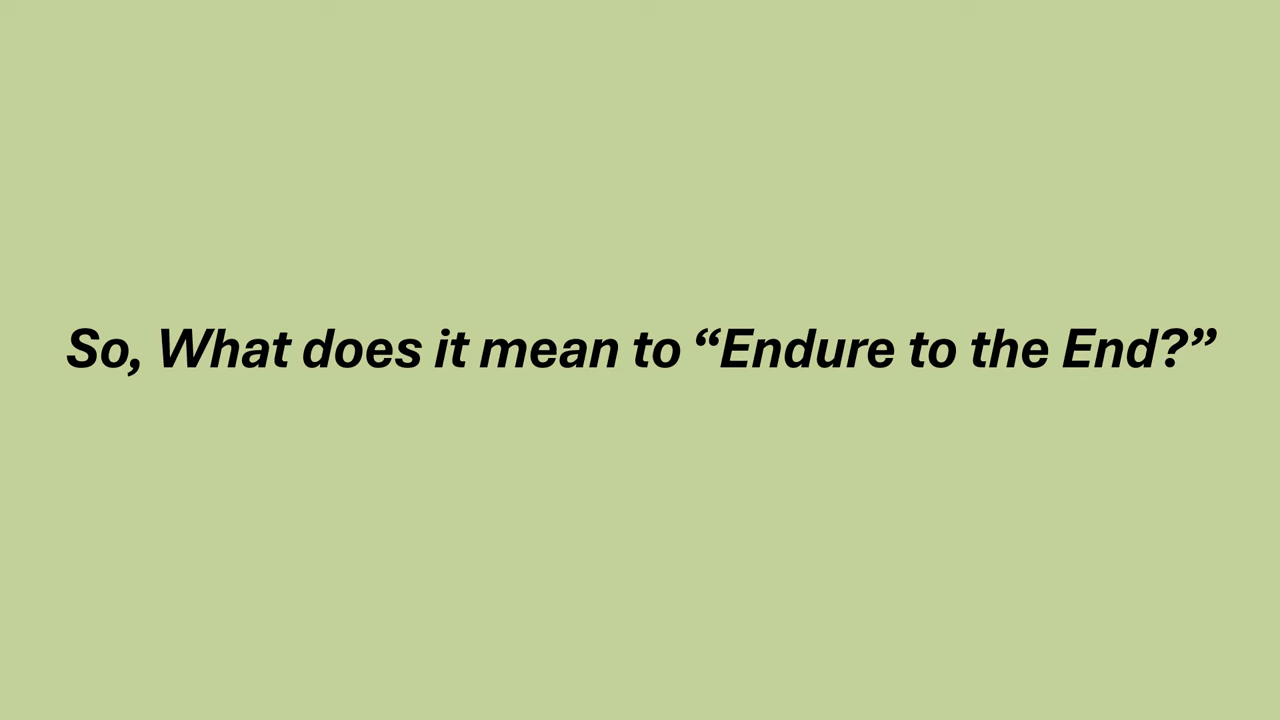 So, What does it mean to “Endure to the End?”